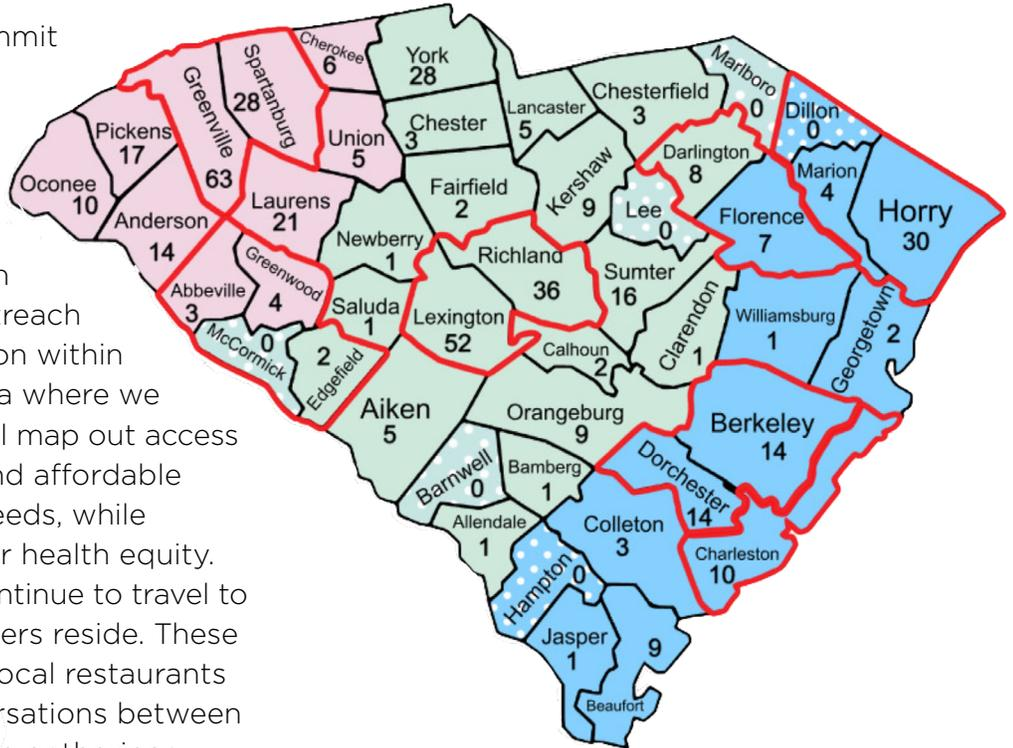 nmit
n
treach
on within
a where we
l map out access
nd affordable
eeds, while
r health equity.
ntinue to travel to
ers reside. These
ocal restaurants
rsations between
Cherokee
6
York
28
Marlboro
0
Spartanburg
28
Greenville
63
Chesterfield
3
Lancaster
5
Dillon
0
Pickens
17
Union
5
Chester
3
Darlington
8
Oconee
10
Laurens
21
Fairfield
2
Kershaw
9
Lee
0
Marion
4
Anderson
14
Florence
7
Horry
30
Newberry
1
Richland
36
Greenwood
4
Sumter
16
Abbeville
3
Saluda
1
Lexington
52
Clarendon
1
Williamsburg
1
Georgetown
2
McCormick
0
Edgefield
2
Calhoun
2
Aiken
5
Orangeburg
9
Berkeley
14
Barnwell
0
Bamberg
1
Dorchester
14
Allendale
1
Colleton
3
Charleston
10
Hampton
0
Jasper
1
9
Beaufort